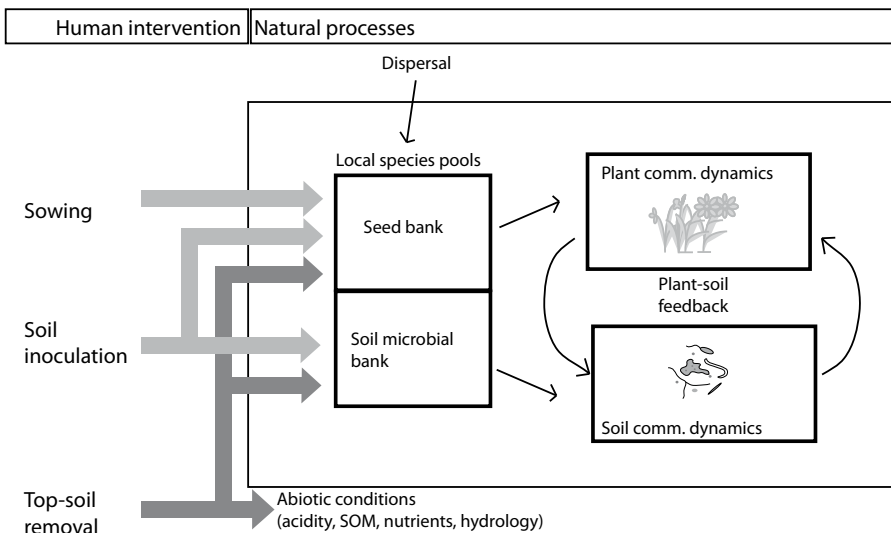 Human intervention
Natural processes
Dispersal
Local species pools
Sowing
Seed bank
Plant comm. dynamics
Plant-soil
feedback
Soil
inoculation
Soil microbial
bank
Soil comm. dynamics
Top-soil
removal
Abiotic conditions
(acidity, SOM, nutrients, hydrology)